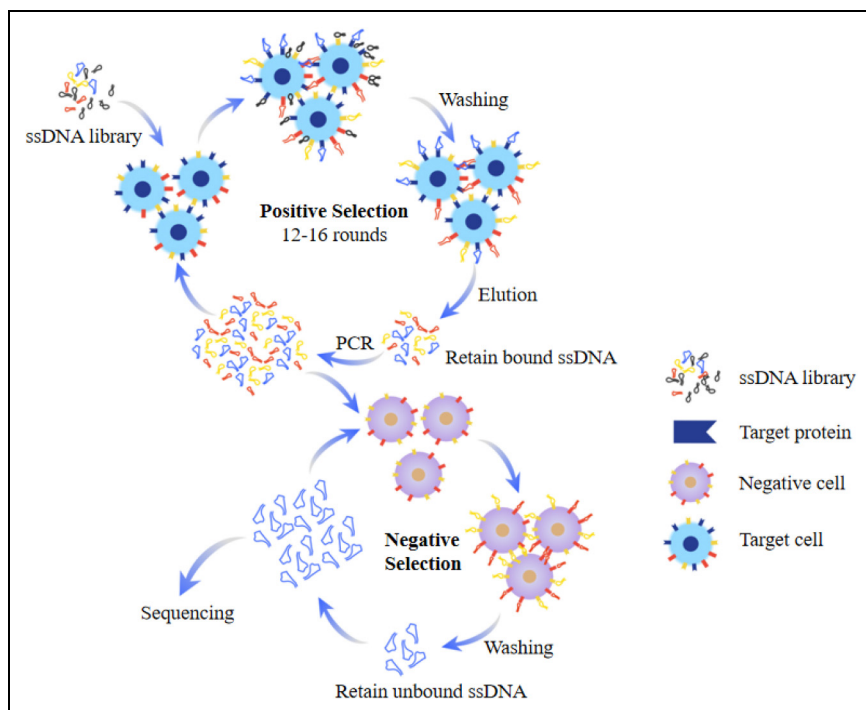 ssDNA library
Washing
Positive Selection
12-16 rounds
Elution
PCR
Retain bound ssDNA
Negative
Selection
Sequencing
Washing
Retain unbound ssDNA
ssDNA library
Target protein
Negative cell
Target cell